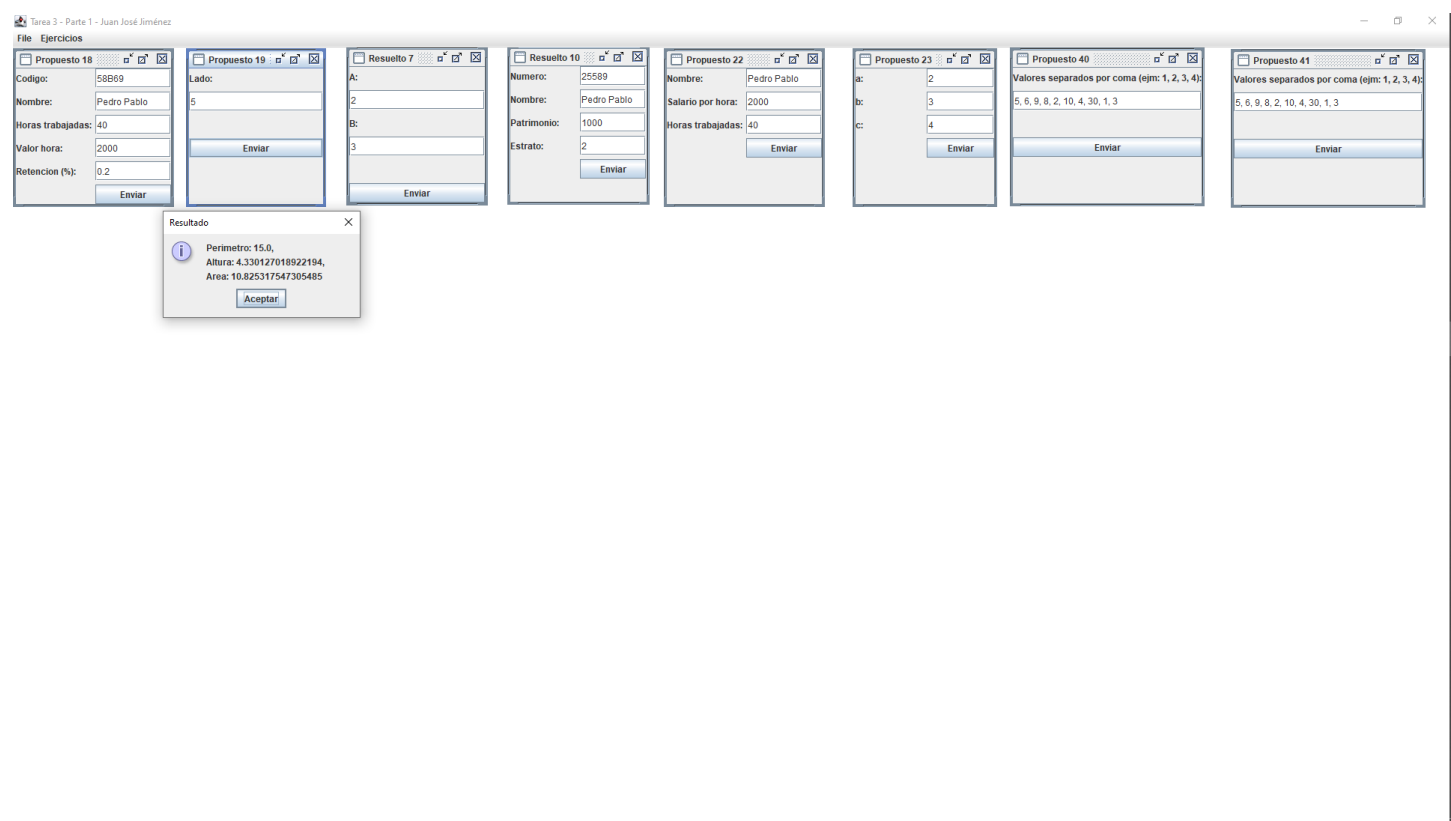 Tarea 3 - Parte 1 - Juan José Jiménez
File Ejercicios
Propuesto 18
Codigo: 58B69
Nombre: Pedro Pablo
Horas trabajadas: 40
Valor hora: 2000
Retencion (%): 0.2
Enviar
Propuesto 19
Lado:
5
Enviar
Resuelto 7
A:
2
B:
3
Enviar
Resuelto 10
Numero: 25589
Nombre: Pedro Pablo
Patrimonio: 1000
Estrato: 2
Enviar
Propuesto 22
Nombre: Pedro Pablo
Salario por hora: 2000
Horas trabajadas: 40
Enviar
Propuesto 23
a: 2
b: 3
c: 4
Enviar
Propuesto 40
Valores separados por coma (ejm: 1, 2, 3, 4):
5, 6, 9, 8, 2, 10, 4, 30, 1, 3
Enviar
Propuesto 41
Valores separados por coma (ejm: 1, 2, 3, 4):
5, 6, 9, 8, 2, 10, 4, 30, 1, 3
Enviar
Resultado
Perimetro: 15.0,
Altura: 4.330127018922194,
Area: 10.825317547305485
Aceptar